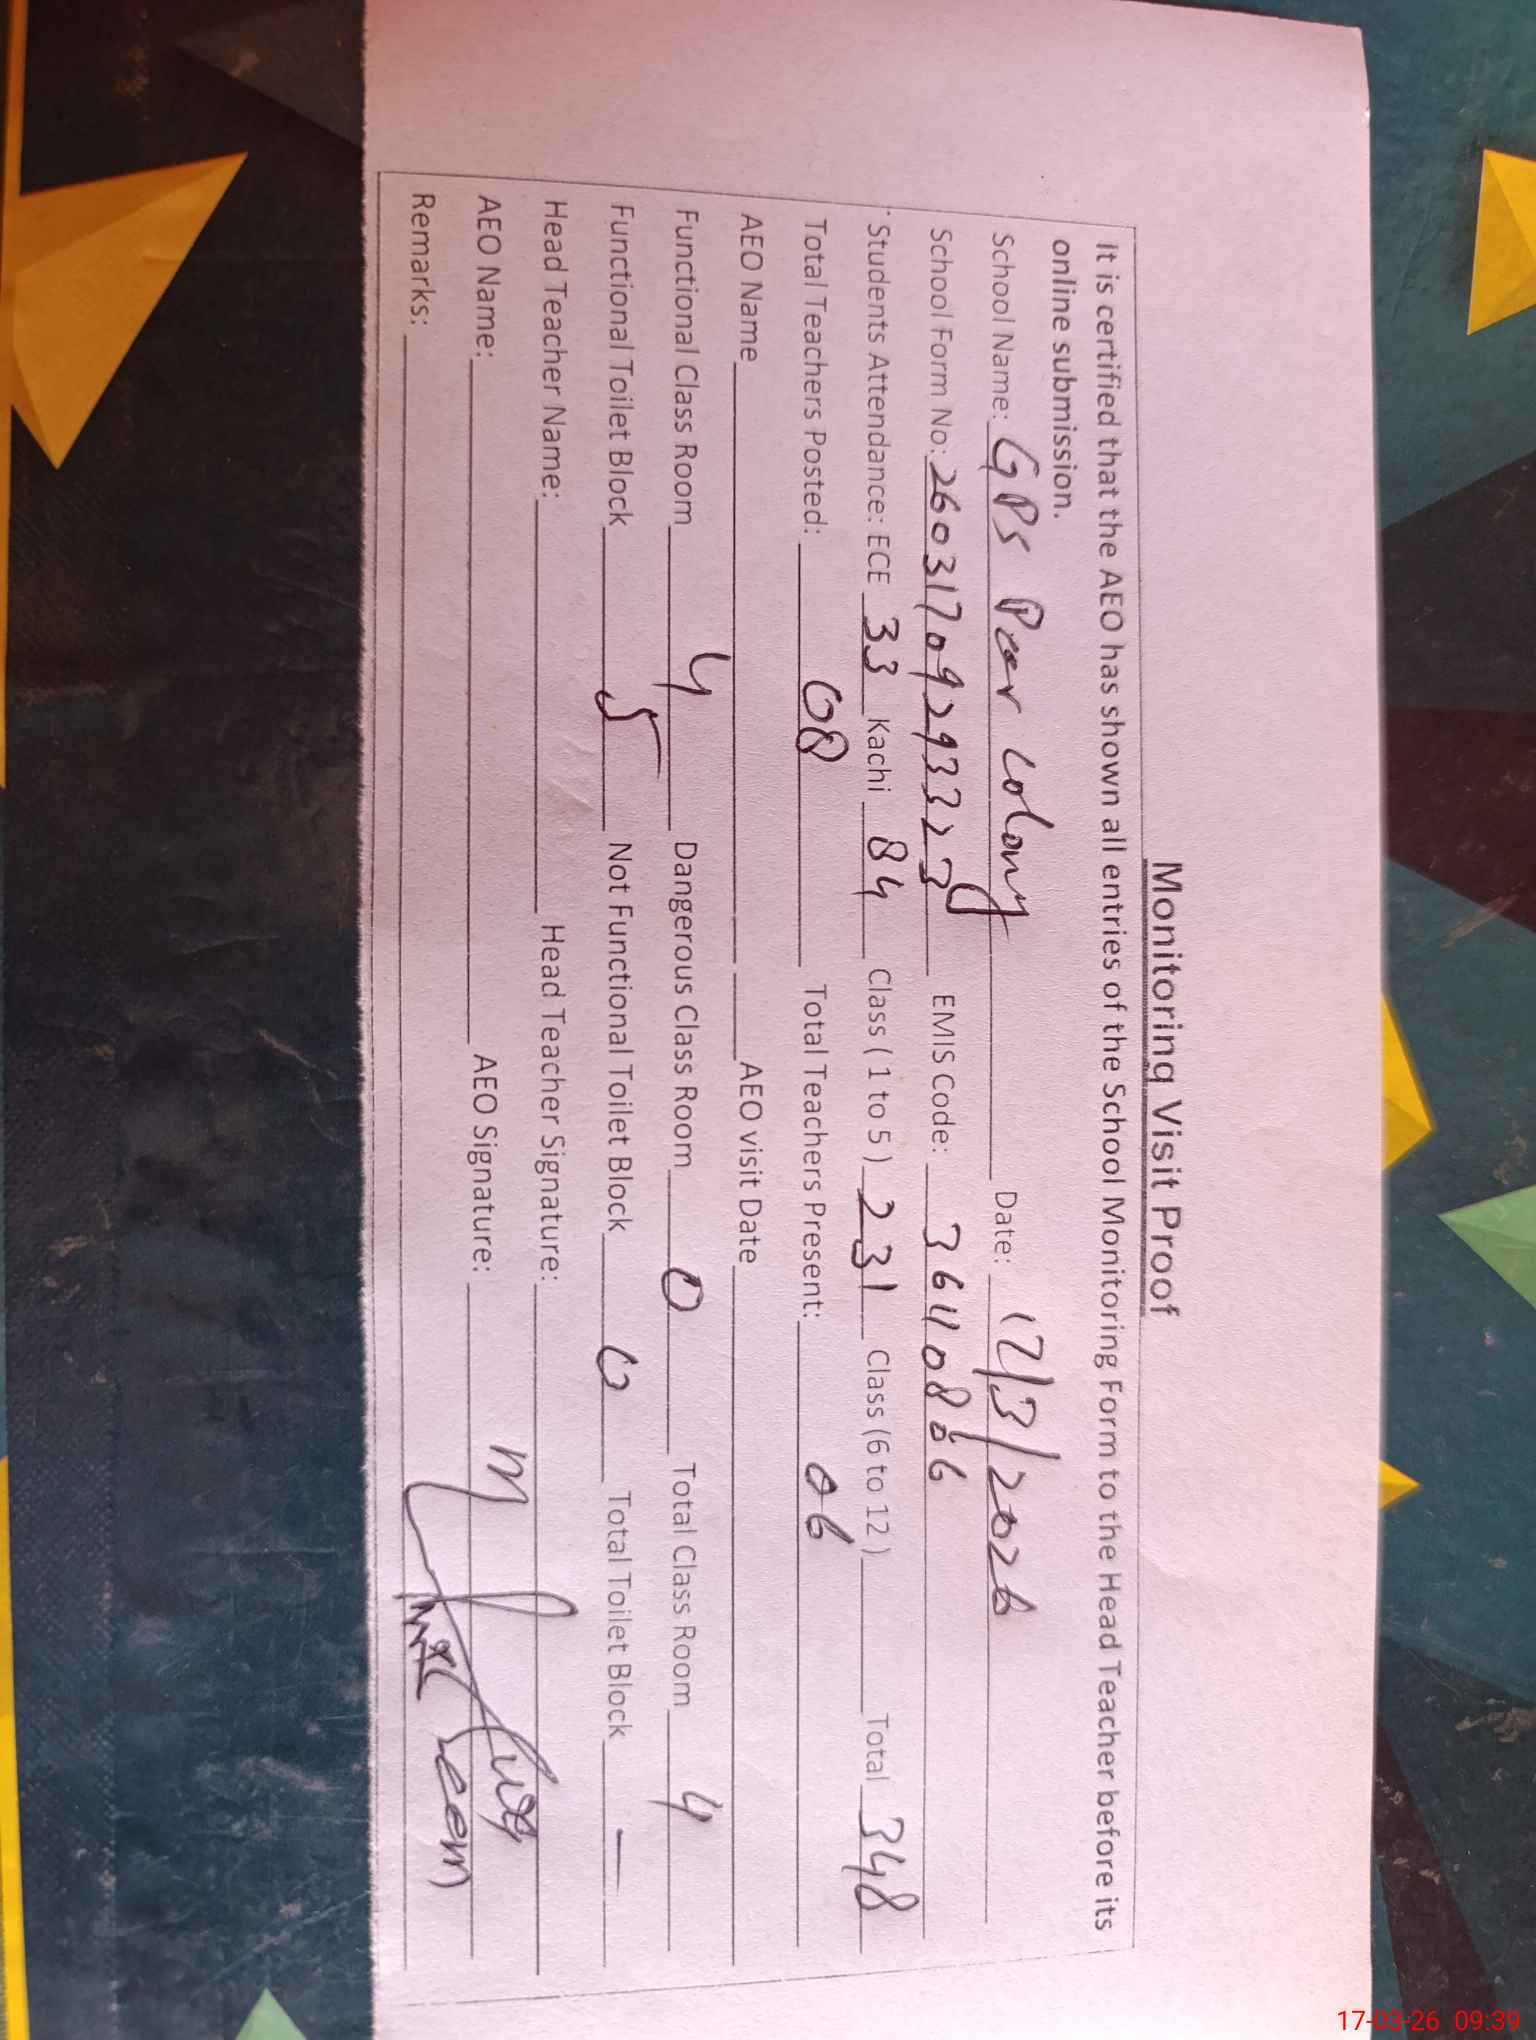 Monitoring Visit Proof
It is certified that the AEO has shown all entries of the School Monitoring Form to the Head Teacher before its
online submission.
School Name: GPS Peer Colony Date: 17/3/2026
School Form No: 26031709293323 EMIS Code: 36110866
Students Attendance: ECE 33 Kachi 84 Class ( 1 to 5 ) 231 Class (6 to 12 ) Total 348
Total Teachers Posted: 08 Total Teachers Present: 06
AEO Name AEO visit Date
Functional Class Room 4 Dangerous Class Room 0 Total Class Room 4
Functional Toilet Block 5 Not Functional Toilet Block 0 Total Toilet Block —
Head Teacher Name: Head Teacher Signature:
AEO Name: AEO Signature:
Remarks:
17-03-26 09:39